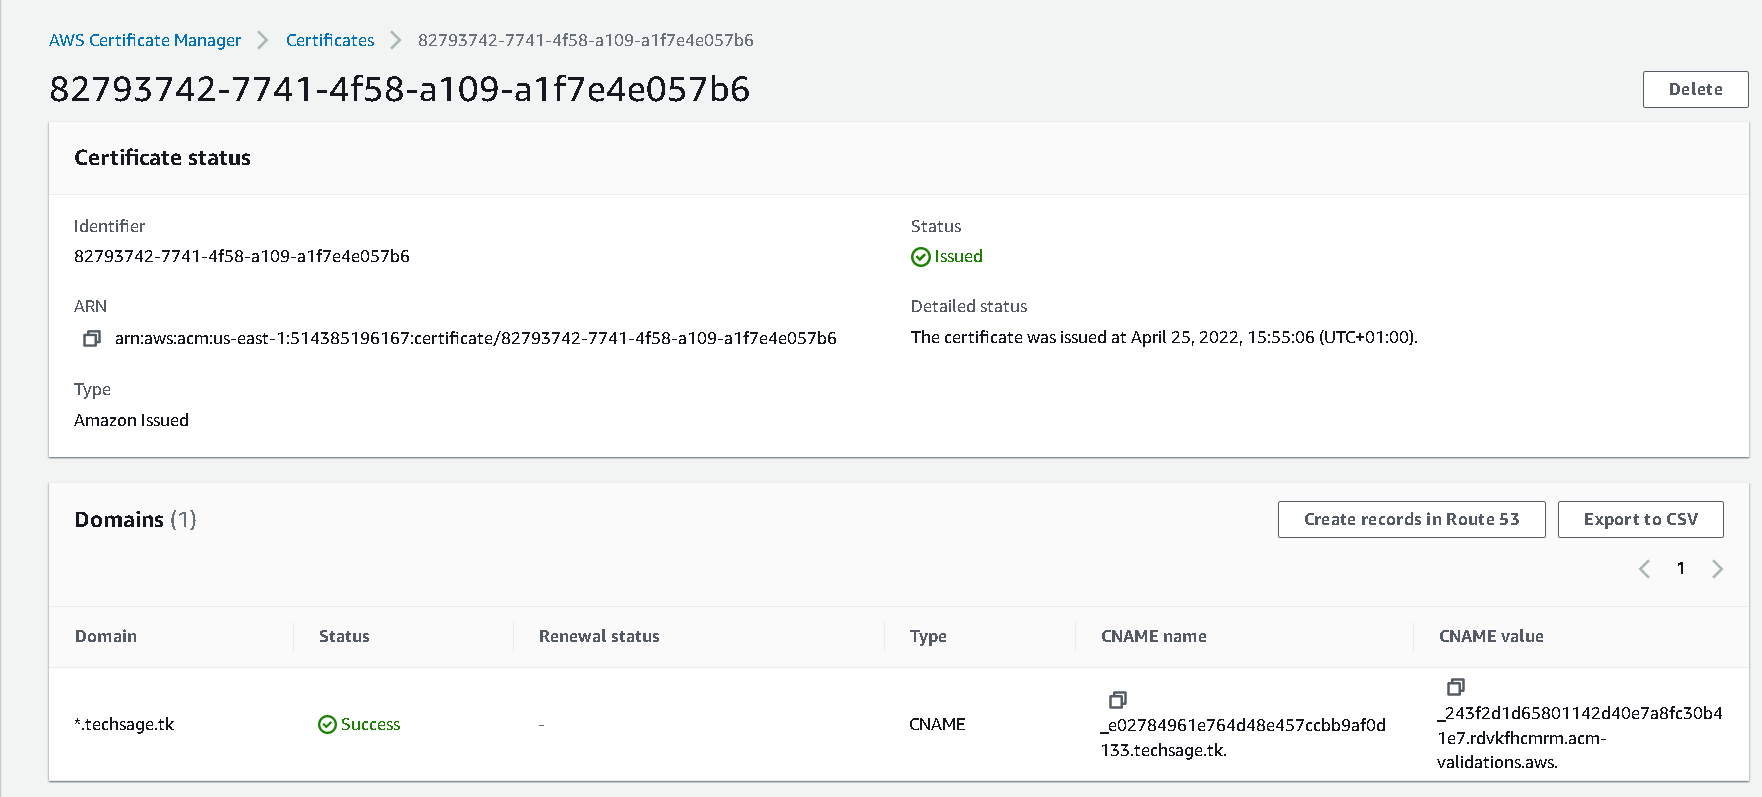 AWS Certificate Manager > Certificates > 82793742-7741-4f58-a109-a1f7e4e057b6
82793742-7741-4f58-a109-a1f7e4e057b6
Delete
Certificate status
Identifier
82793742-7741-4f58-a109-a1f7e4e057b6
Status
Issued
ARN
arn:aws:acm:us-east-1:514385196167:certificate/82793742-7741-4f58-a109-a1f7e4e057b6
Detailed status
The certificate was issued at April 25, 2022, 15:55:06 (UTC+01:00).
Type
Amazon Issued
Domains (1)
Create records in Route 53
Export to CSV
1
Domain Status Renewal status Type CNAME name CNAME value
*.techsage.tk Success - CNAME
_e02784961e764d48e457ccbb9af0d
133.techsage.tk.
_243f2d1d65801142d40e7a8fc30b4
1e7.rdvkfhcmrm.acm-
validations.aws.